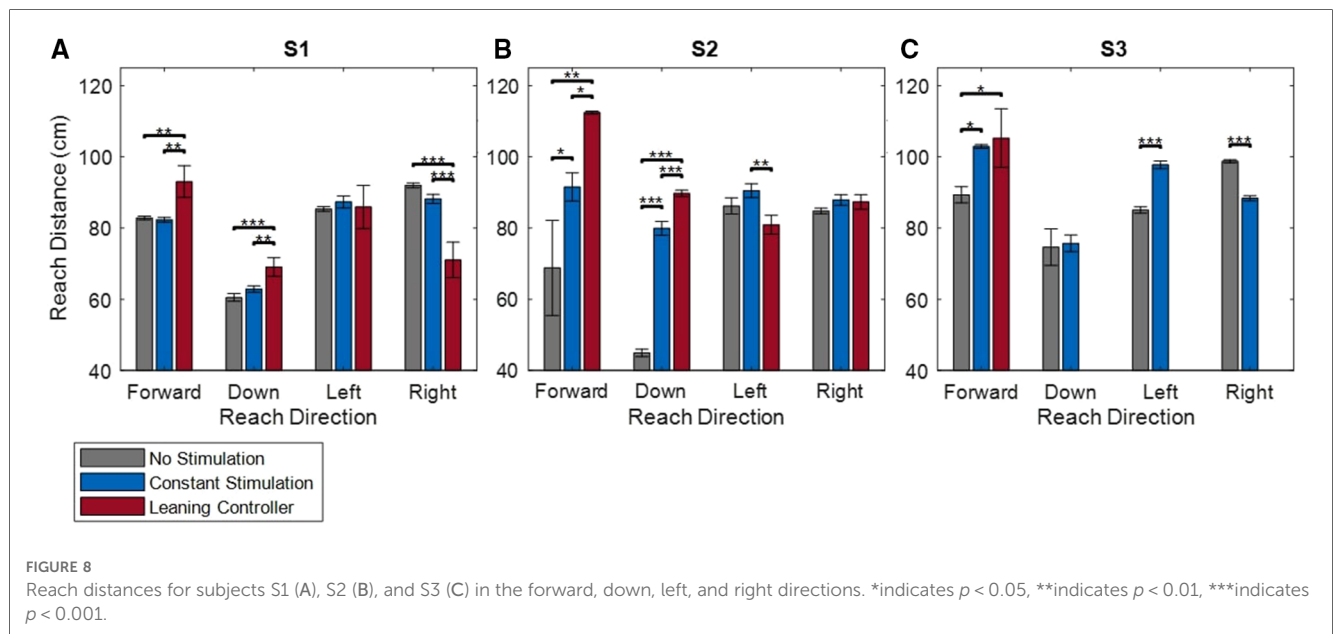 A S1
B S2
C S3
Reach Distance (cm)
120
100
80
60
40
** ** *** ** *** ***
Forward Down Left Right
Reach Direction
120
100
80
60
40
** * * *** *** *** **
Forward Down Left Right
Reach Direction
120
100
80
60
40
* * *** ***
Forward Down Left Right
Reach Direction
No Stimulation
Constant Stimulation
Leaning Controller
FIGURE 8
Reach distances for subjects S1 (A), S2 (B), and S3 (C) in the forward, down, left, and right directions. *indicates p < 0.05, **indicates p < 0.01, ***indicates
p < 0.001.